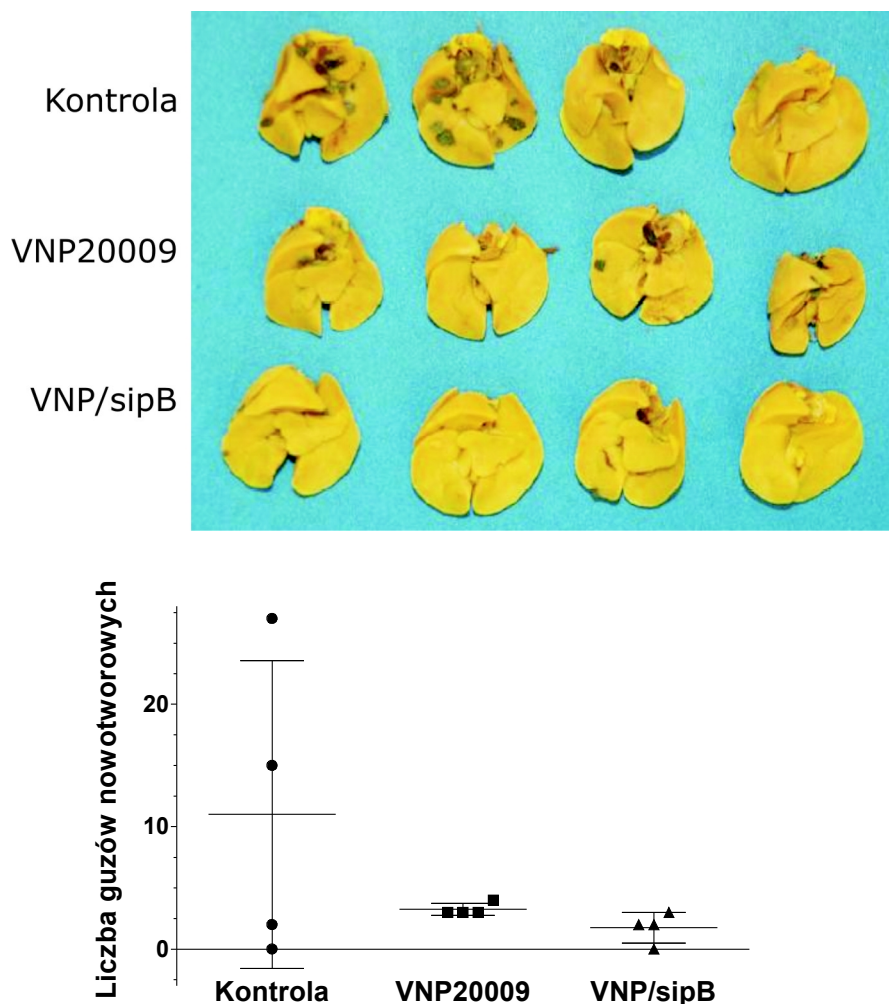 Kontrola
VNP20009
VNP/sipB
Liczba guzów nowotworowych
20
10
0
Kontrola
VNP20009
VNP/sipB